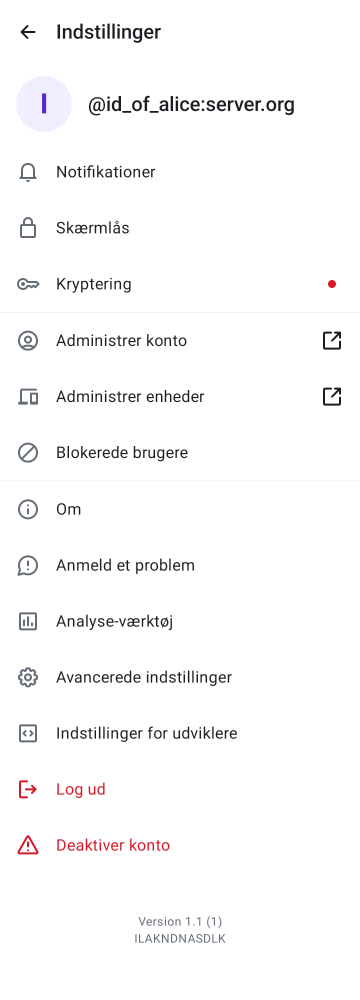 Indstillinger
I
@id_of_alice:server.org
Notifikationer
Skærmlås
Kryptering
Administrer konto
Administrer enheder
Blokerede brugere
Om
Anmeld et problem
Analyse-værktøj
Avancerede indstillinger
Indstillinger for udviklere
Log ud
Deaktiver konto
Version 1.1 (1)
ILAKNDNASDLK